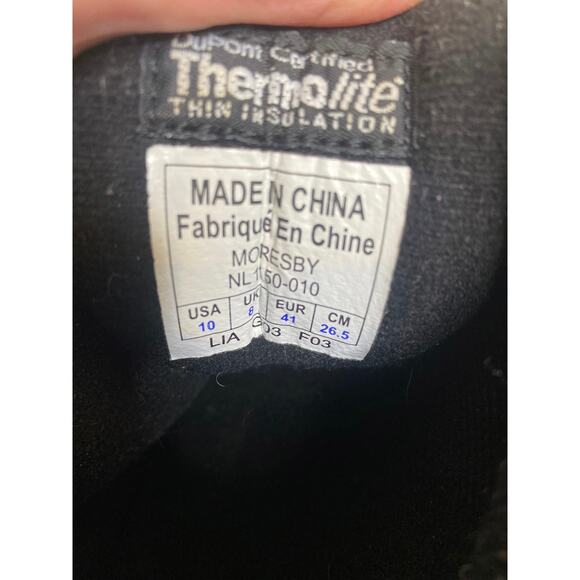 DuPont Certified
Thermolite
THIN INSULATION
MADE IN CHINA
Fabriqué En Chine
MORESBY
USA UK EUR CM
10 8 41 26.5
LIA F03